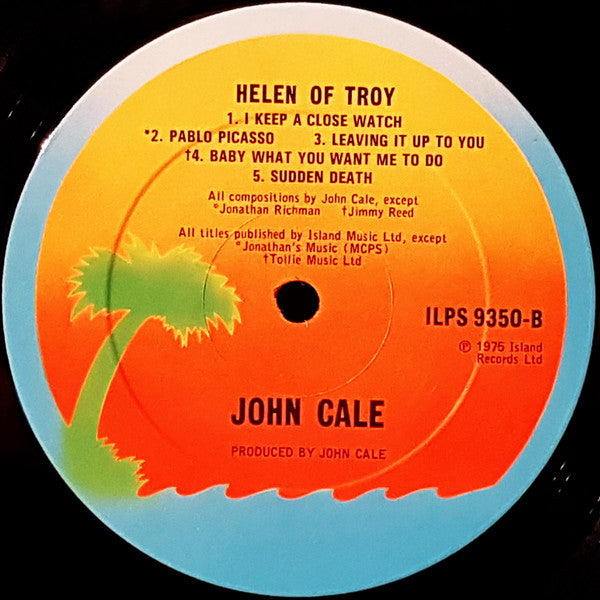 HELEN OF TROY
1. I KEEP A CLOSE WATCH
*2. PABLO PICASSO 3. LEAVING IT UP TO YOU
†4. BABY WHAT YOU WANT ME TO DO
5. SUDDEN DEATH
All compositions by John Cale, except
*Jonathan Richman †Jimmy Reed
All titles published by Island Music Ltd, except
*Jonathan's Music (MCPS)
†Tollie Music Ltd
ILPS 9350-B
℗ 1975 Island
Records Ltd
JOHN CALE
PRODUCED BY JOHN CALE